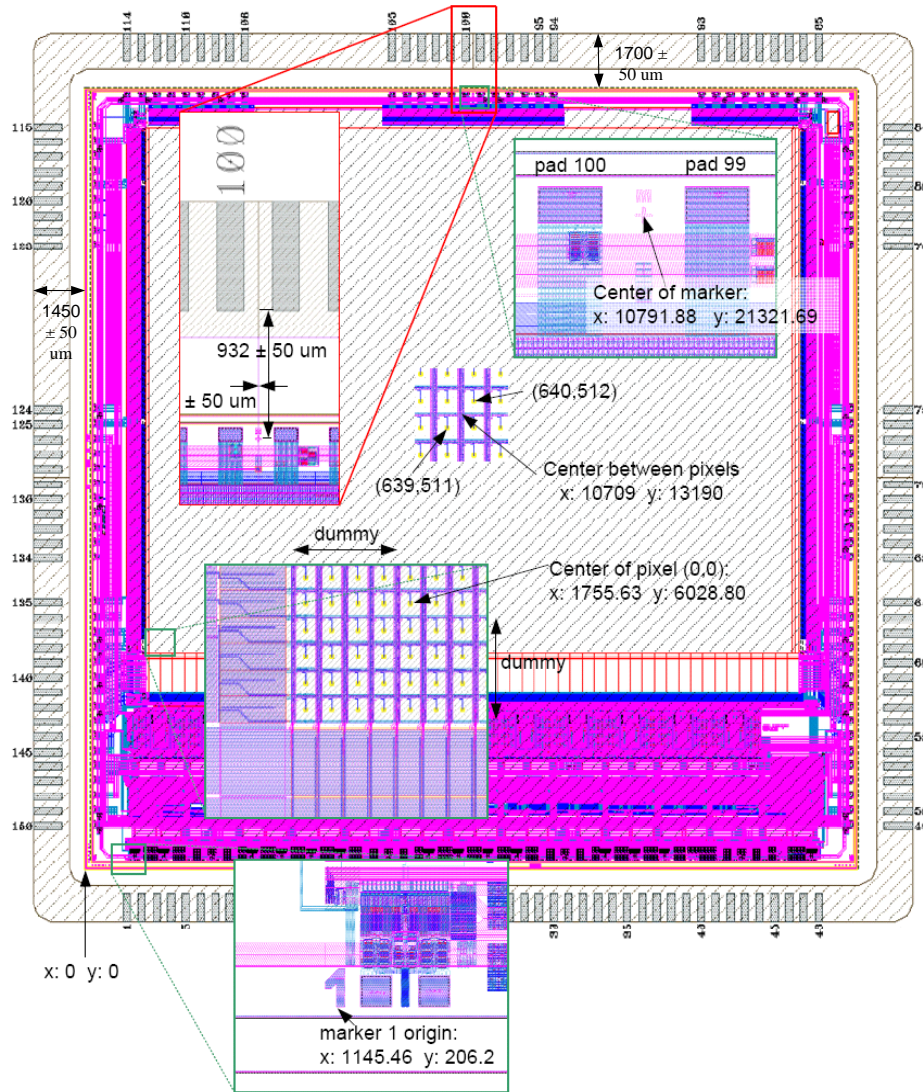 114
110
106
105
100
95
94
93
85
1700 ±
50 um
115
100
pad 100
pad 99
120
Center of marker:
x: 10791.88 y: 21321.69
1450
± 50
um
932 ± 50 um
± 50 um
(640,512)
124
125
Center between pixels
x: 10709 y: 13190
(639,511)
130
dummy
134
Center of pixel (0,0):
x: 1755.63 y: 6028.80
135
dummy
140
145
150
1
5
33
35
40
45
x: 0 y: 0
1
marker 1 origin:
x: 1145.46 y: 206.2